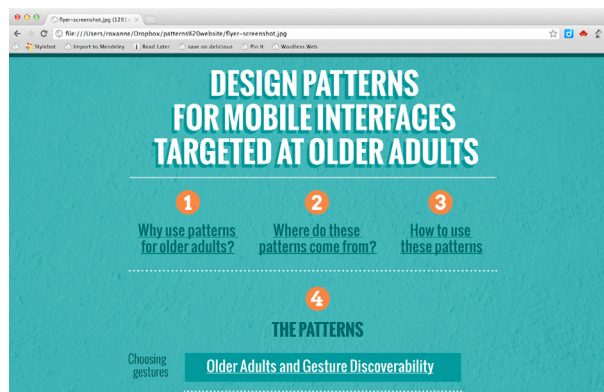 flyer-screenshot.jpg (1291×
file:///Users/roxanne/Dropbox/patterns%20website/flyer-screenshot.jpg
Stylebot Import to Mendeley Read Later save on delicious Pin It Wordless Web
DESIGN PATTERNS
FOR MOBILE INTERFACES
TARGETED AT OLDER ADULTS
1 2 3
Why use patterns
for older adults?
Where do these
patterns come from?
How to use
these patterns
4
THE PATTERNS
Choosing
gestures
Older Adults and Gesture Discoverability